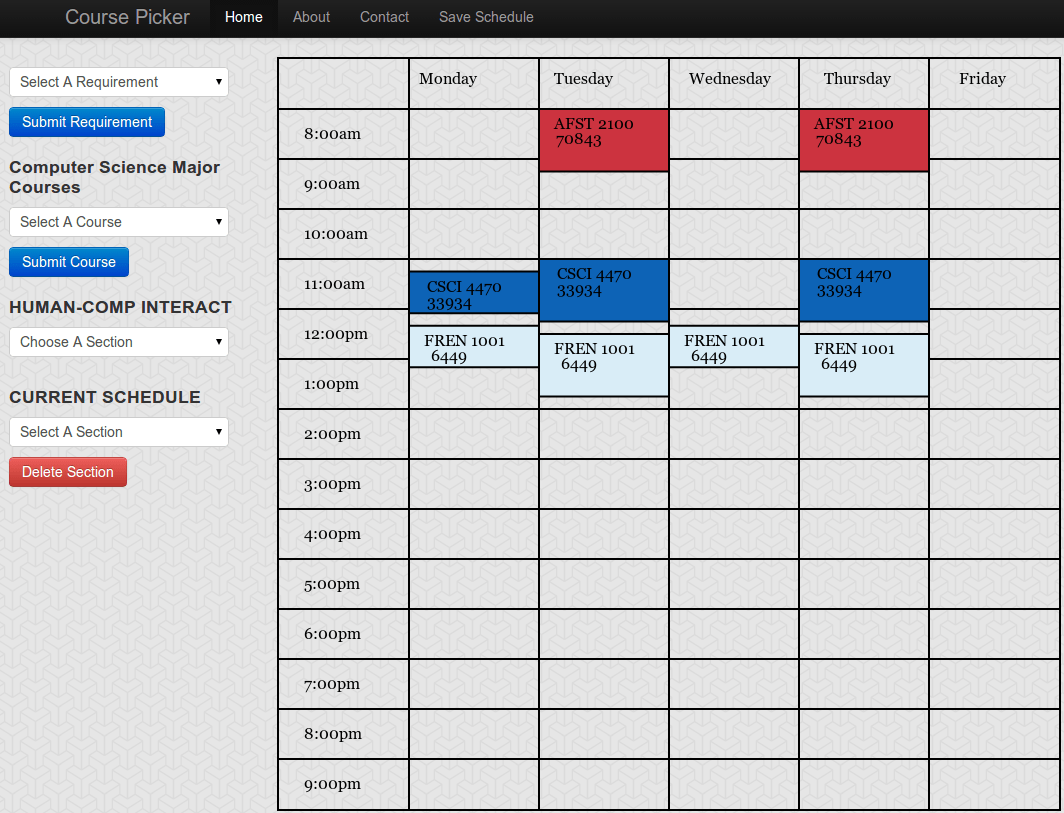 Course Picker Home About Contact Save Schedule
Select A Requirement
Submit Requirement
Computer Science Major
Courses
Select A Course
Submit Course
HUMAN-COMP INTERACT
Choose A Section
CURRENT SCHEDULE
Select A Section
Delete Section
Monday Tuesday Wednesday Thursday Friday
8:00am
AFST 2100
70843
AFST 2100
70843
9:00am
10:00am
11:00am
CSCI 4470
33934
CSCI 4470
33934
CSCI 4470
33934
12:00pm
FREN 1001
6449
FREN 1001
6449
FREN 1001
6449
FREN 1001
6449
1:00pm
2:00pm
3:00pm
4:00pm
5:00pm
6:00pm
7:00pm
8:00pm
9:00pm